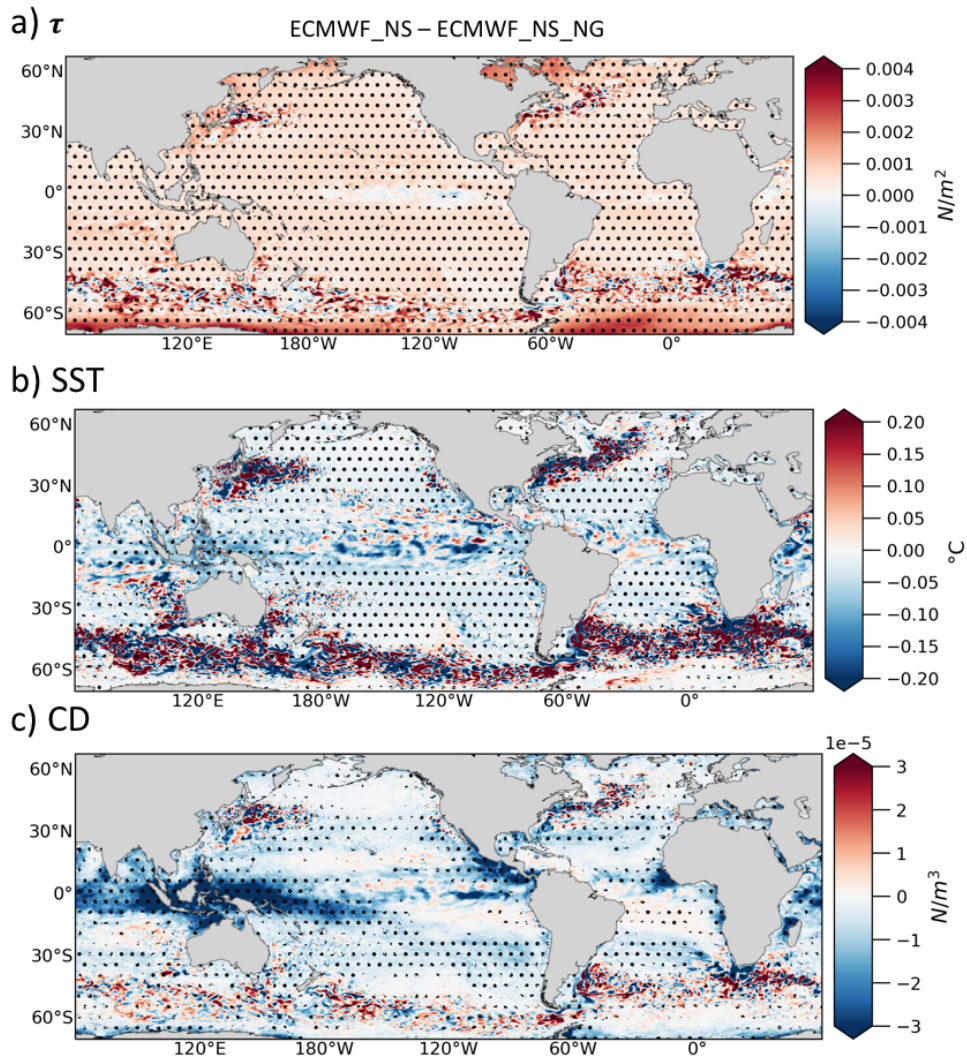 a) τ
ECMWF_NS – ECMWF_NS_NG
60°N
30°N
0°
30°S
60°S
120°E 180°W 120°W 60°W 0°
0.004
0.003
0.002
0.001
0.000
−0.001
−0.002
−0.003
−0.004
N/m²
b) SST
60°N
30°N
0°
30°S
60°S
120°E 180°W 120°W 60°W 0°
0.20
0.15
0.10
0.05
0.00
−0.05
−0.10
−0.15
−0.20
°C
c) CD
60°N
30°N
0°
30°S
60°S
120°E 180°W 120°W 60°W 0°
1e−5
3
2
1
0
−1
−2
−3
N/m³